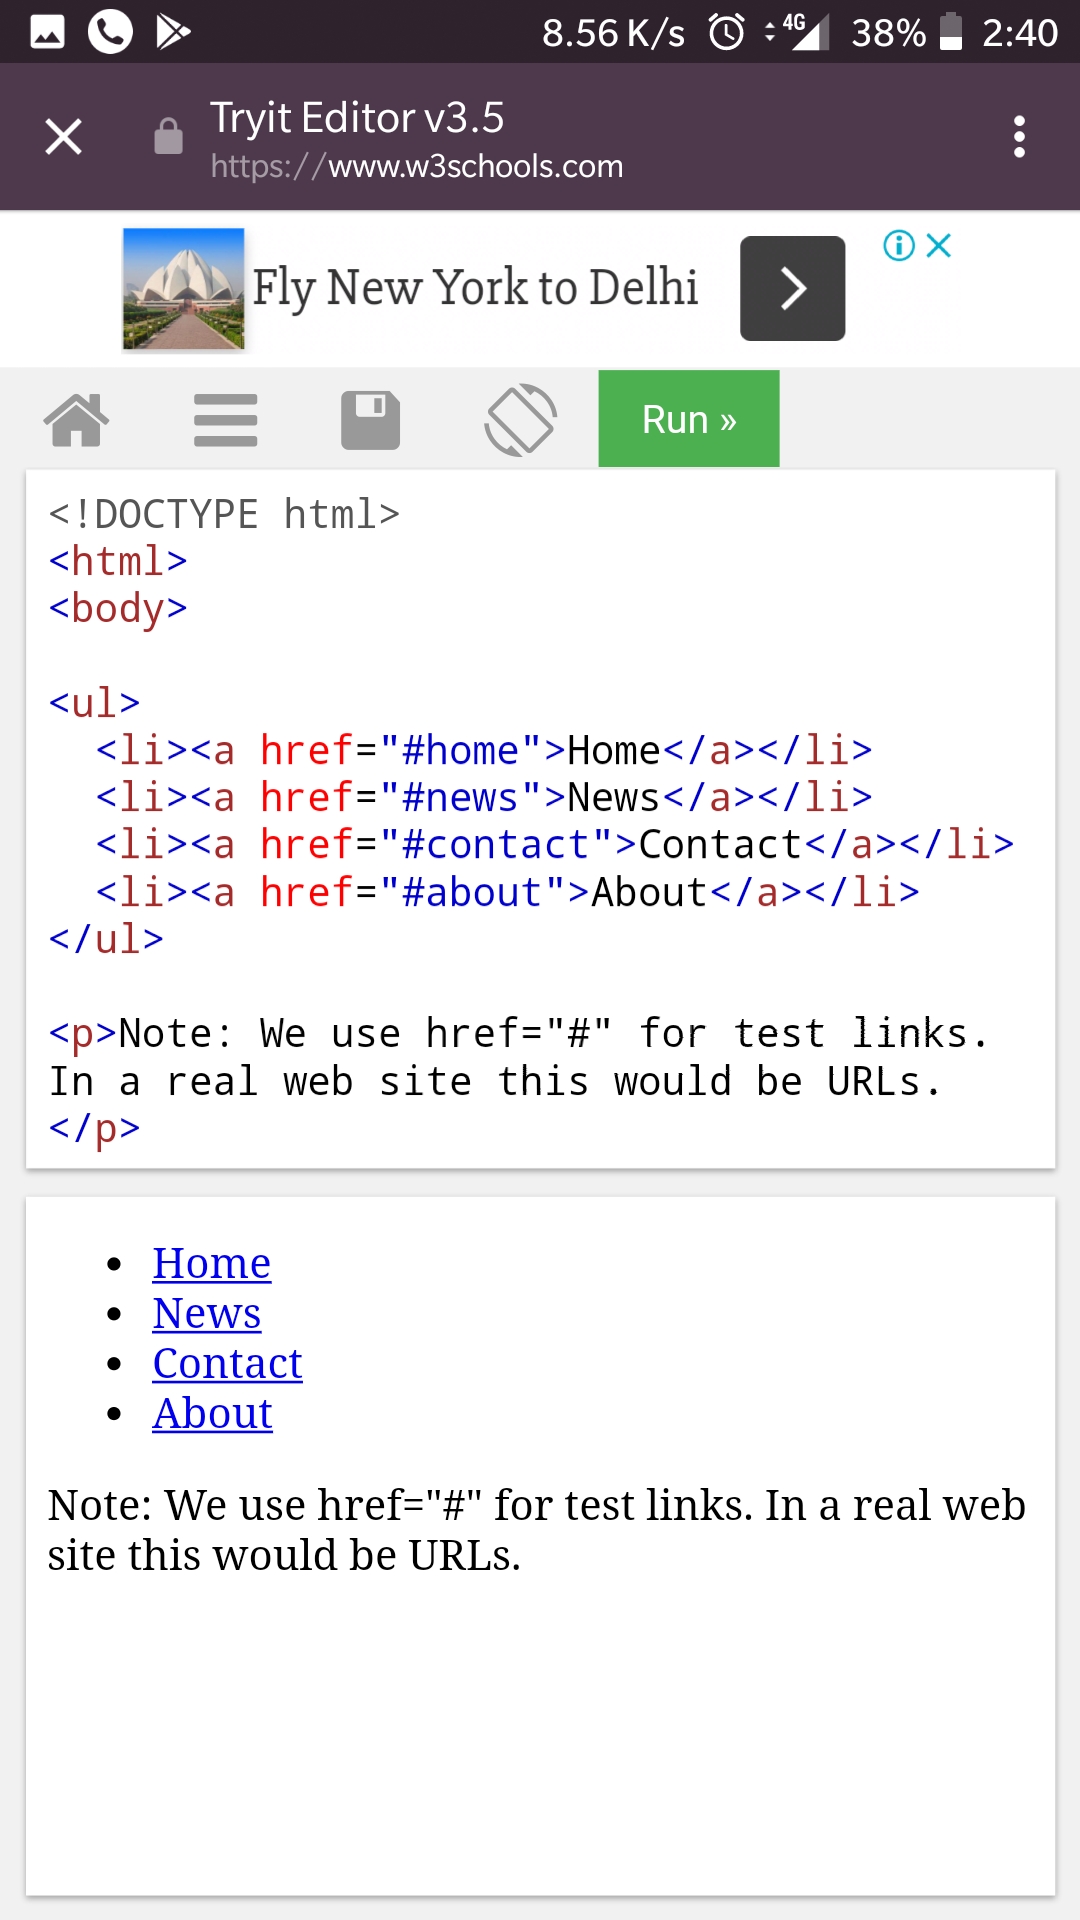 8.56 K/s 4G 38% 2:40
Tryit Editor v3.5
https://www.w3schools.com
Fly New York to Delhi
Run »
<!DOCTYPE html>
<html>
<body>
<ul>
  <li><a href="#home">Home</a></li>
  <li><a href="#news">News</a></li>
  <li><a href="#contact">Contact</a></li>
  <li><a href="#about">About</a></li>
</ul>
<p>Note: We use href="#" for test links.
In a real web site this would be URLs.
</p>
• Home
• News
• Contact
• About
Note: We use href="#" for test links. In a real web
site this would be URLs.